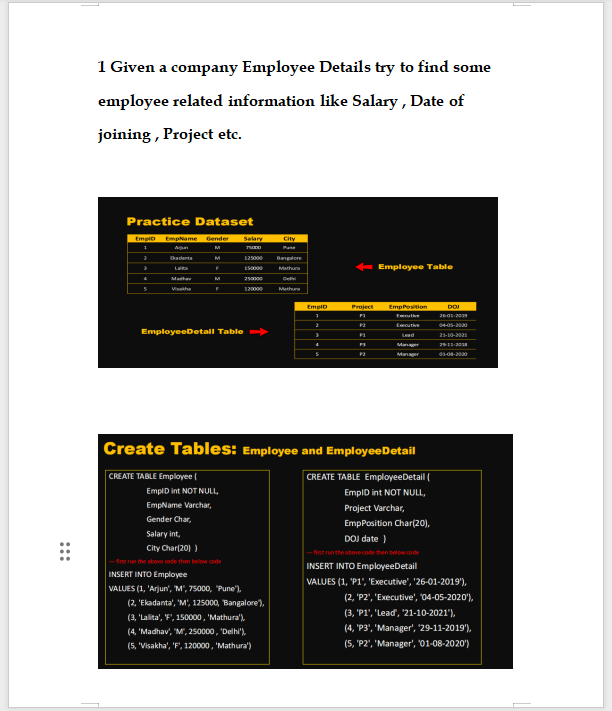 1 Given a company Employee Details try to find some
employee related information like Salary , Date of
joining , Project etc.
Practice Dataset
EmpID EmpName Gender Salary City
1 Arjun M 75000 Pune
2 Ekadanta M 125000 Bangalore
3 Lalita F 150000 Mathura
4 Madhav M 250000 Delhi
5 Visakha F 120000 Mathura
Employee Table
EmpID Project EmpPosition DOJ
1 P1 Executive 26-01-2019
2 P2 Executive 04-05-2020
3 P1 Lead 21-10-2021
4 P3 Manager 29-11-2018
5 P2 Manager 01-08-2020
EmployeeDetail Table
Create Tables: Employee and EmployeeDetail
CREATE TABLE Employee (
EmpID int NOT NULL,
EmpName Varchar,
Gender Char,
Salary int,
City Char(20) )
--- first run the above code then below code
INSERT INTO Employee
VALUES (1, 'Arjun', 'M', 75000, 'Pune'),
(2, 'Ekadanta', 'M', 125000, 'Bangalore'),
(3, 'Lalita', 'F', 150000 , 'Mathura'),
(4, 'Madhav', 'M', 250000 , 'Delhi'),
(5, 'Visakha', 'F', 120000 , 'Mathura')
CREATE TABLE EmployeeDetail (
EmpID int NOT NULL,
Project Varchar,
EmpPosition Char(20),
DOJ date )
--- first run the above code then below code
INSERT INTO EmployeeDetail
VALUES (1, 'P1', 'Executive', '26-01-2019'),
(2, 'P2', 'Executive', '04-05-2020'),
(3, 'P1', 'Lead', '21-10-2021'),
(4, 'P3', 'Manager', '29-11-2019'),
(5, 'P2', 'Manager', '01-08-2020')